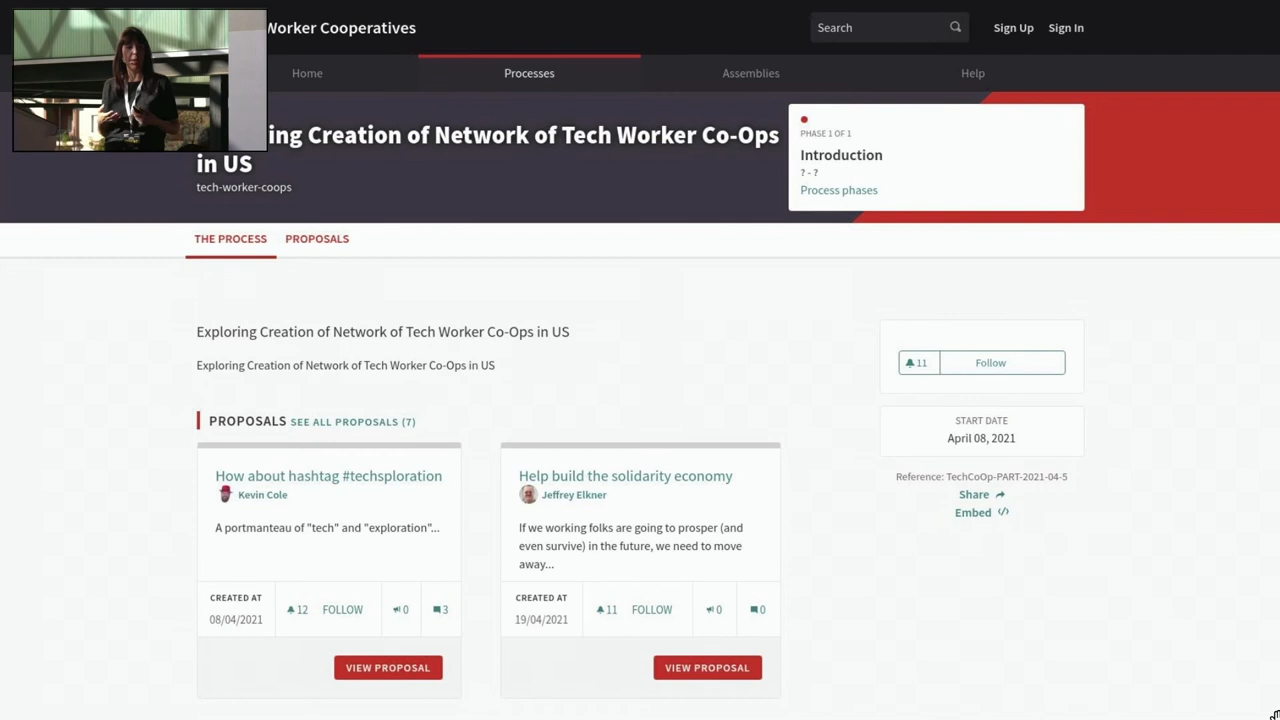 Worker Cooperatives
Search
Sign Up
Sign In
Home
Processes
Assemblies
Help
ing Creation of Network of Tech Worker Co-Ops
in US
tech-worker-coops
PHASE 1 OF 1
Introduction
? - ?
Process phases
THE PROCESS
PROPOSALS
Exploring Creation of Network of Tech Worker Co-Ops in US
Exploring Creation of Network of Tech Worker Co-Ops in US
11
Follow
START DATE
April 08, 2021
Reference: TechCoOp-PART-2021-04-5
Share
Embed
PROPOSALS SEE ALL PROPOSALS (7)
How about hashtag #techsploration
Kevin Cole
A portmanteau of "tech" and "exploration"...
CREATED AT
08/04/2021
12 FOLLOW
0
3
VIEW PROPOSAL
Help build the solidarity economy
Jeffrey Elkner
If we working folks are going to prosper (and
even survive) in the future, we need to move
away...
CREATED AT
19/04/2021
11 FOLLOW
0
0
VIEW PROPOSAL